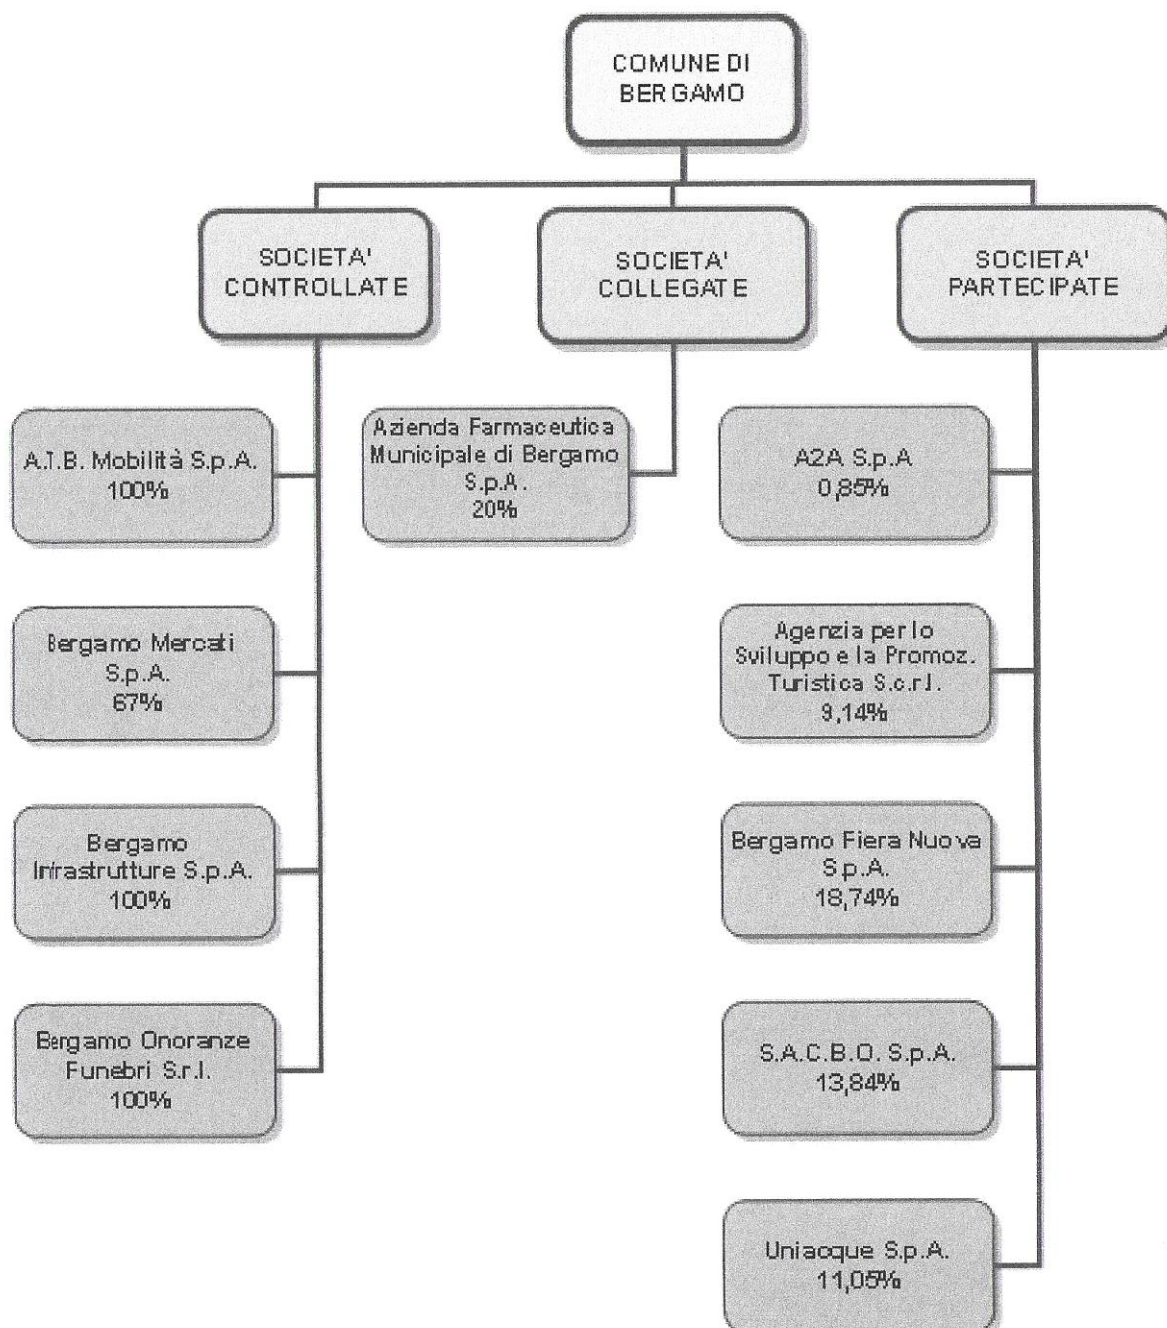 COMUNE DI
BERGAMO
SOCIETA'
CONTROLLATE
SOCIETA'
COLLEGATE
SOCIETA'
PARTECIPATE
A.T.B. Mobilità S.p.A.
100%
Bergamo Mercati
S.p.A.
67%
Bergamo
Infrastrutture S.p.A.
100%
Bergamo Onoranze
Funebri S.r.l.
100%
Azienda Farmaceutica
Municipale di Bergamo
S.p.A.
20%
A2A S.p.A
0,85%
Agenzia per lo
Sviluppo e la Promoz.
Turistica S.c.r.l.
9,14%
Bergamo Fiera Nuova
S.p.A.
18,74%
S.A.C.B.O. S.p.A.
13,84%
Uniacque S.p.A.
11,05%